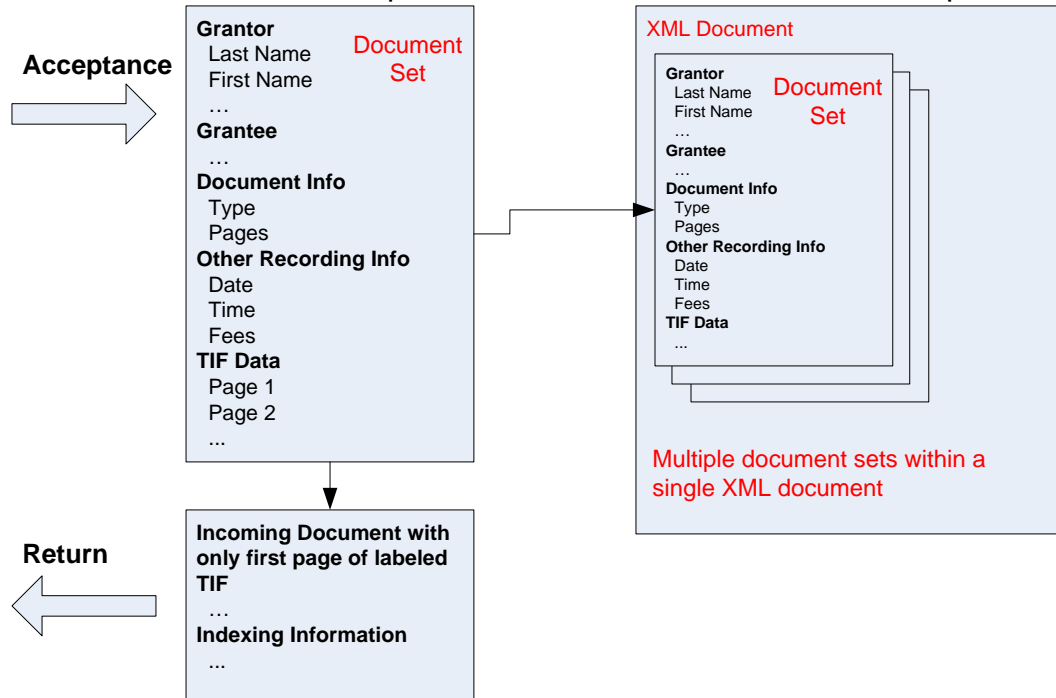 Acceptance
Grantor
Last Name
First Name
…
Document
Set
Grantee
…
Document Info
Type
Pages
Other Recording Info
Date
Time
Fees
TIF Data
Page 1
Page 2
...
Return
Incoming Document with
only first page of labeled
TIF
…
Indexing Information
...
XML Document
Grantor
Last Name
First Name
…
Document
Set
Grantee
…
Document Info
Type
Pages
Other Recording Info
Date
Time
Fees
TIF Data
...
Multiple document sets within a
single XML document